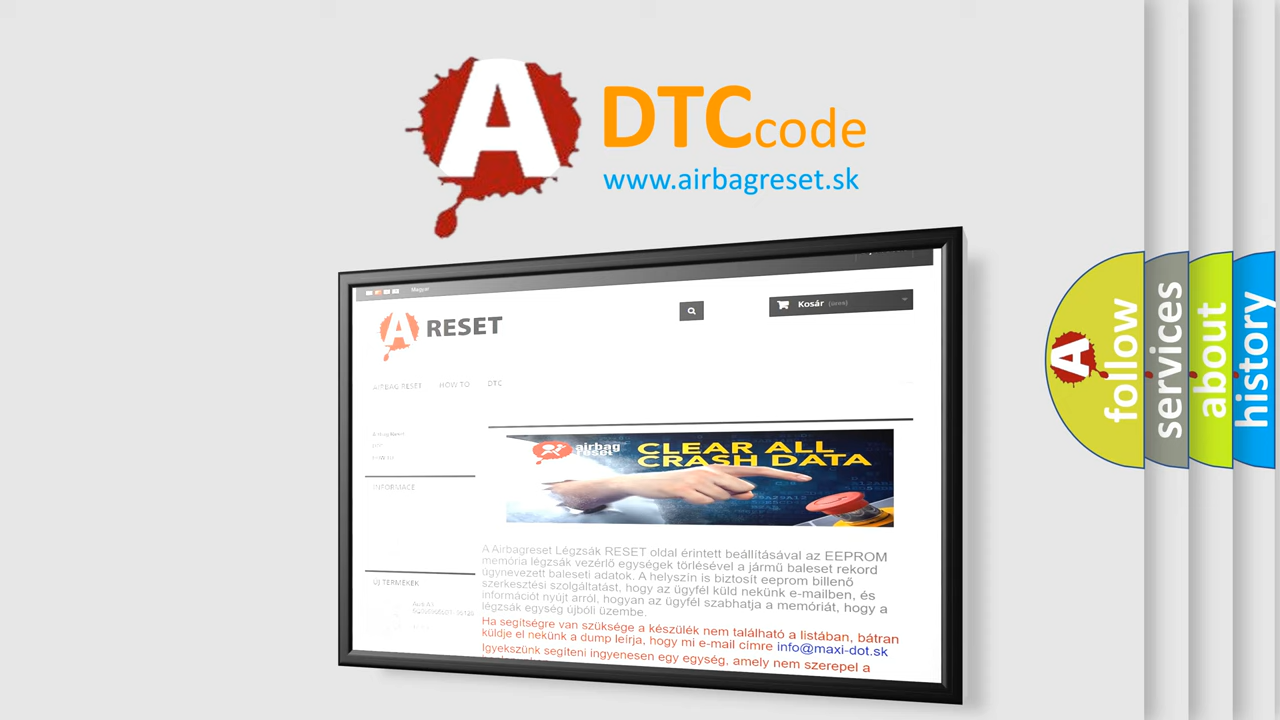 A DTC code
www.airbagreset.sk
Magyar
A RESET
Kosár (üres)
AIRBAG RESET HOW TO DTC
INFORMACE
airbag
reset
CLEAR ALL
CRASH DATA
A Airbagreset Légzsák RESET oldal érintett beállításával az EEPROM
memória légzsák vezérlő egységek törlésével a jármű baleset rekord
úgynevezett baleseti adatok. A helyszín is biztosít eeprom billenő
szerkesztési szolgáltatást, hogy az ügyfél küld nekünk e-mailben, és
információt nyújt arról, hogyan az ügyfél szabhatja a memóriát, hogy a
légzsák egység újbóli üzembe.
Ha segítségre van szüksége a készülék nem található a listában, bátran
küldje el nekünk a dump leírja, hogy mi e-mail címre info@maxi-dot.sk
Igyekszünk segíteni ingyenesen egy egység, amely nem szerepel a
ÚJ TERMÉKEK
A follow
services
about
history